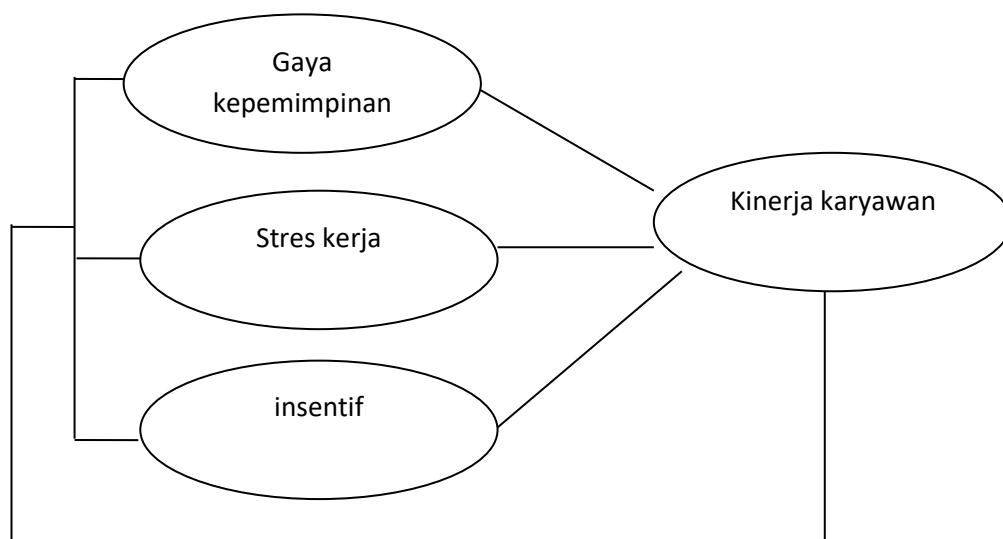 Gaya
kepemimpinan
Kinerja karyawan
Stres kerja
insentif